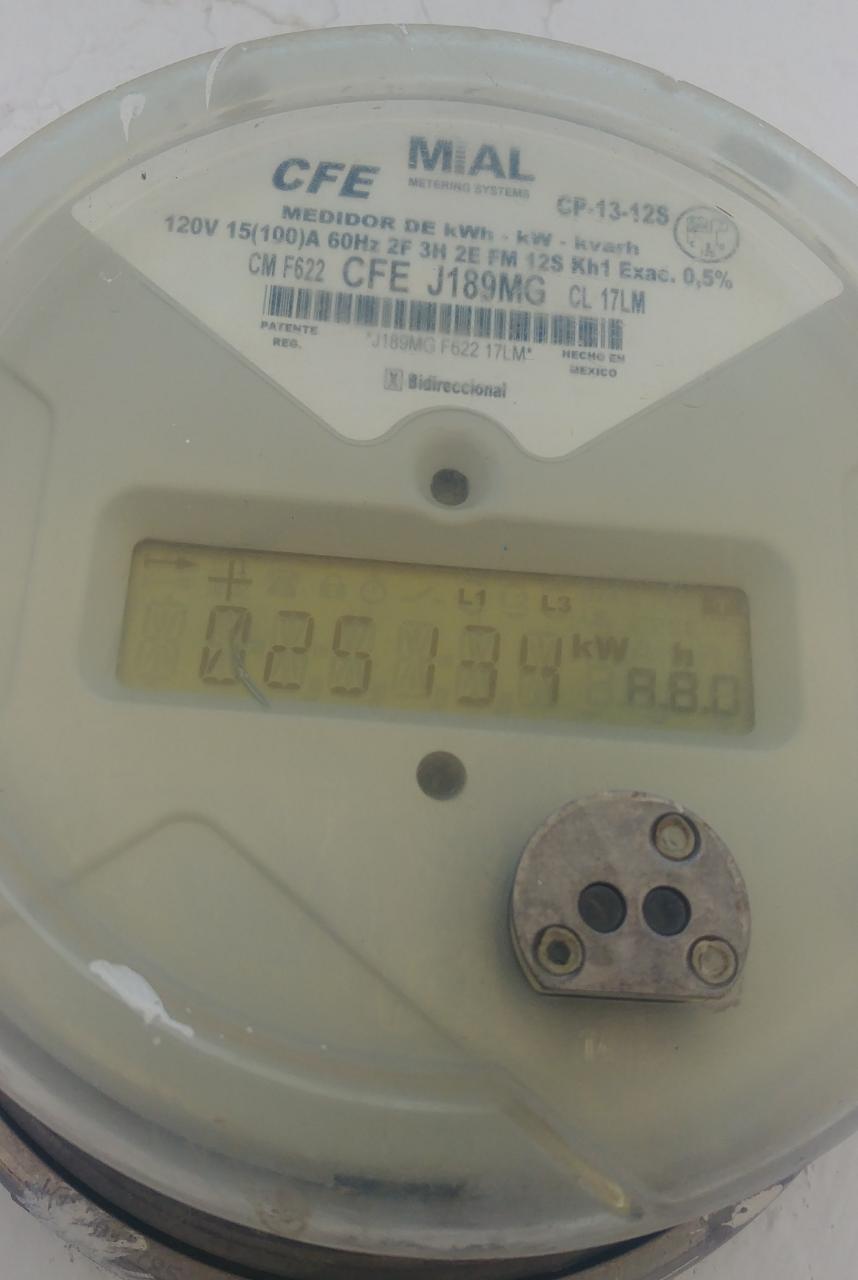 CFE MIAL
METERING SYSTEMS
CP-13-12S
MEDIDOR DE kWh - kW - kvarh
120V 15(100)A 60Hz 2F 3H 2E FM 12S Kh1 Exac. 0,5%
CM F622 CFE J189MG CL 17LM
PATENTE REG.
*J189MG F622 17LM*
HECHO EN MEXICO
X Bidireccional
L1 L3
025134 kW h 8.8.0